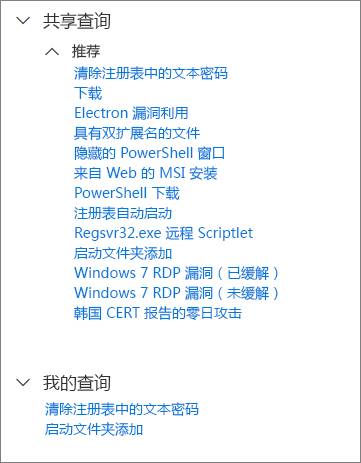 共享查询
推荐
清除注册表中的文本密码
下载
Electron 漏洞利用
具有双扩展名的文件
隐藏的 PowerShell 窗口
来自 Web 的 MSI 安装
PowerShell 下载
注册表自动启动
Regsvr32.exe 远程 Scriptlet
启动文件夹添加
Windows 7 RDP 漏洞（已缓解）
Windows 7 RDP 漏洞（未缓解）
韩国 CERT 报告的零日攻击
我的查询
清除注册表中的文本密码
启动文件夹添加